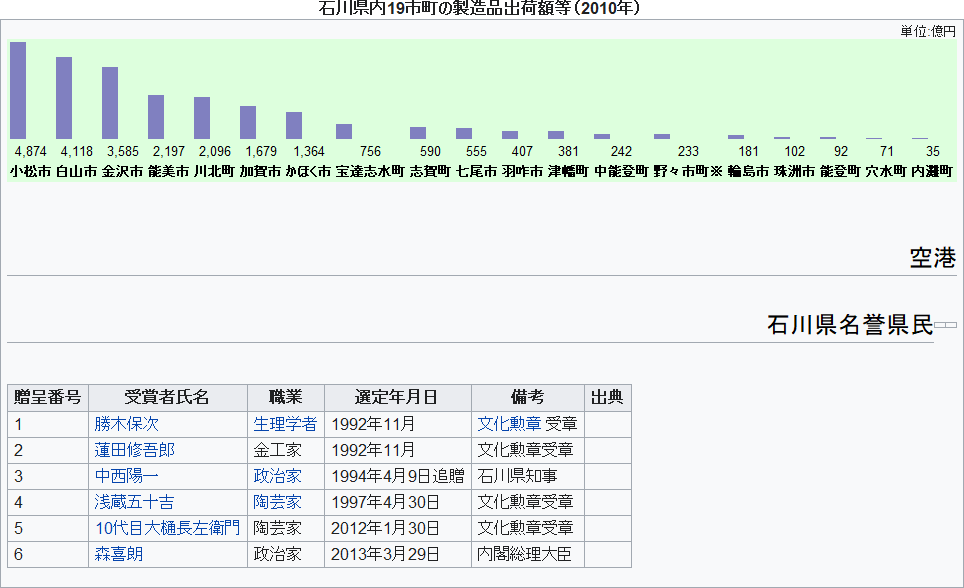 石川県内19市町の製造品出荷額等（2010年）
単位:億円
4,874 4,118 3,585 2,197 2,096 1,679 1,364 756 590 555 407 381 242 233 181 102 92 71 35
小松市 白山市 金沢市 能美市 川北町 加賀市 かほく市 宝達志水町 志賀町 七尾市 羽咋市 津幡町 中能登町 野々市町※ 輪島市 珠洲市 能登町 穴水町 内灘町
空港
石川県名誉県民
贈呈番号 受賞者氏名 職業 選定年月日 備考 出典
1 勝木保次 生理学者 1992年11月 文化勲章 受章
2 蓮田修吾郎 金工家 1992年11月 文化勲章受章
3 中西陽一 政治家 1994年4月9日追贈 石川県知事
4 浅蔵五十吉 陶芸家 1997年4月30日 文化勲章受章
5 10代目大樋長左衛門 陶芸家 2012年1月30日 文化勲章受章
6 森喜朗 政治家 2013年3月29日 内閣総理大臣